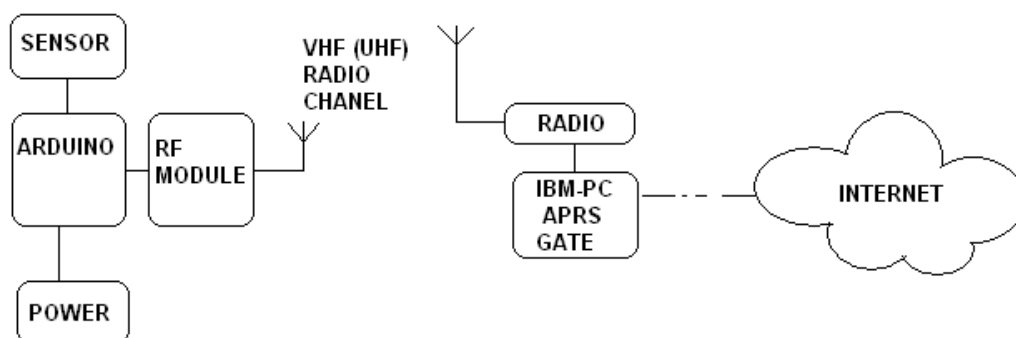 SENSOR
ARDUINO
RF
MODULE
POWER
VHF (UHF)
RADIO
CHANEL
RADIO
IBM-PC
APRS
GATE
INTERNET